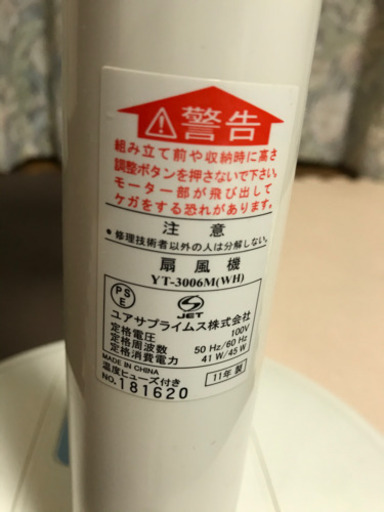 警告
組み立て前や収納時に高さ
調整ボタンを押さないで下さい。
モーター部が飛び出して
ケガをする恐れがあります。
注意
• 修理技術者以外の人は分解しない。
扇風機
YT-3006M(WH)
PS
E
JET
ユアサプライムス株式会社
定格電圧 100V
定格周波数 50 Hz/60 Hz
定格消費電力 41 W/45 W
MADE IN CHINA
温度ヒューズ付き
NO. 181620
11年 製